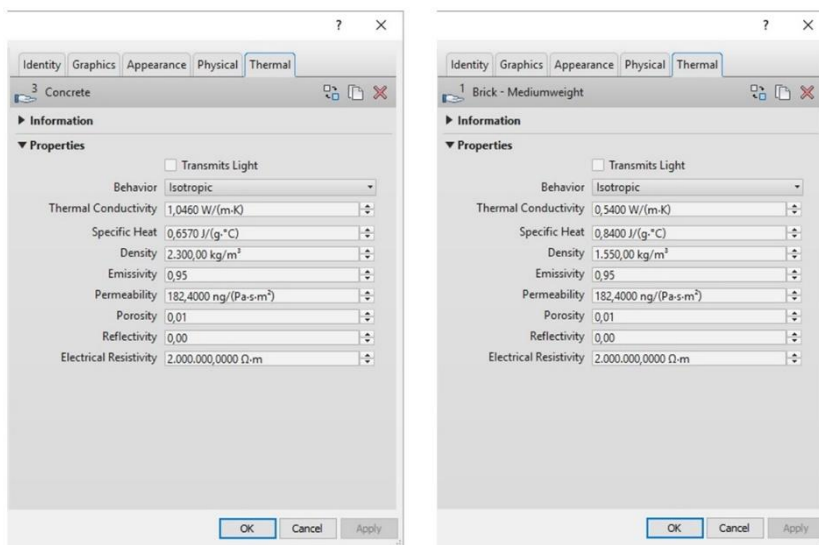 ?
Identity Graphics Appearance Physical Thermal
3 Concrete
Information
Properties
Transmits Light
Behavior Isotropic
Thermal Conductivity 1,0460 W/(m·K)
Specific Heat 0,6570 J/(g·°C)
Density 2.300,00 kg/m³
Emissivity 0,95
Permeability 182,4000 ng/(Pa·s·m²)
Porosity 0,01
Reflectivity 0,00
Electrical Resistivity 2.000.000,0000 Ω·m
OK Cancel Apply
?
Identity Graphics Appearance Physical Thermal
1 Brick - Mediumweight
Information
Properties
Transmits Light
Behavior Isotropic
Thermal Conductivity 0,5400 W/(m·K)
Specific Heat 0,8400 J/(g·°C)
Density 1.550,00 kg/m³
Emissivity 0,95
Permeability 182,4000 ng/(Pa·s·m²)
Porosity 0,01
Reflectivity 0,00
Electrical Resistivity 2.000.000,0000 Ω·m
OK Cancel Apply